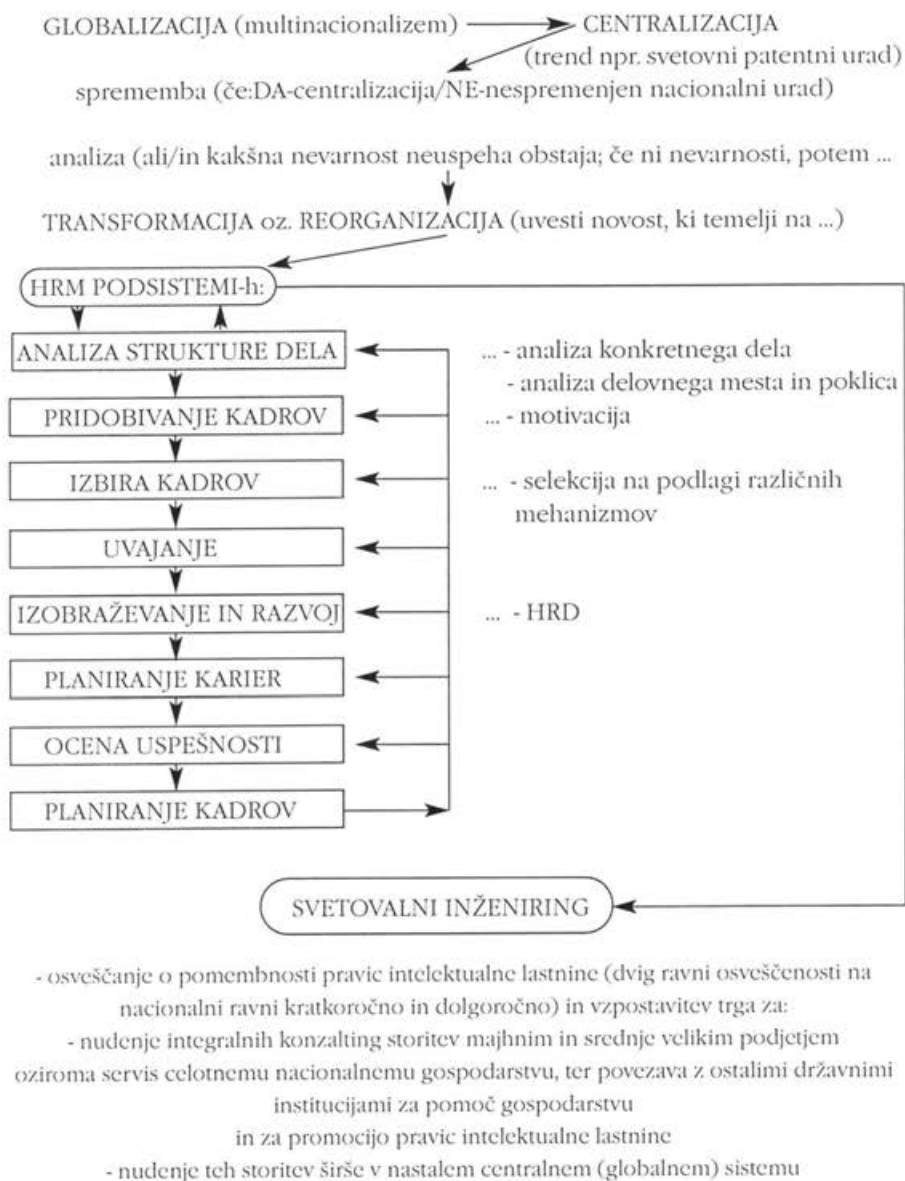 GLOBALIZACIJA (multinacionalizem) CENTRALIZACIJA
(trend npr. svetovni patentni urad)
sprememba (če:DA-centralizacija/NE-nespremenjen nacionalni urad)
analiza (ali/in kakšna nevarnost neuspeha obstaja; če ni nevarnosti, potem ...
TRANSFORMACIJA oz. REORGANIZACIJA (uvesti novost, ki temelji na ...)
HRM PODSISTEMI-h:
ANALIZA STRUKTURE DELA
... - analiza konkretnega dela
- analiza delovnega mesta in poklica
PRIDOBIVANJE KADROV
... - motivacija
IZBIRA KADROV
... - selekcija na podlagi različnih
mehanizmov
UVAJANJE
IZOBRAŽEVANJE IN RAZVOJ
... - HRD
PLANIRANJE KARIER
OCENA USPEŠNOSTI
PLANIRANJE KADROV
SVETOVALNI INŽENIRING
- osveščanje o pomembnosti pravic intelektualne lastnine (dvig ravni osveščenosti na
nacionalni ravni kratkoročno in dolgoročno) in vzpostavitev trga za:
- nudenje integralnih konzalting storitev majhnim in srednje velikim podjetjem
oziroma servis celotnemu nacionalnemu gospodarstvu, ter povezava z ostalimi državnimi
institucijami za pomoč gospodarstvu
in za promocijo pravic intelektualne lastnine
- nudenje teh storitev širše v nastalem centralnem (globalnem) sistemu